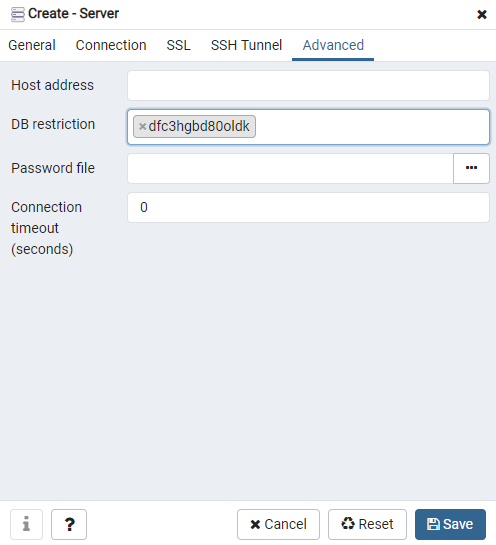 Create - Server
General Connection SSL SSH Tunnel Advanced
Host address
DB restriction ×dfc3hgbd80oldk
Password file ...
Connection timeout (seconds) 0
i ? Cancel Reset Save